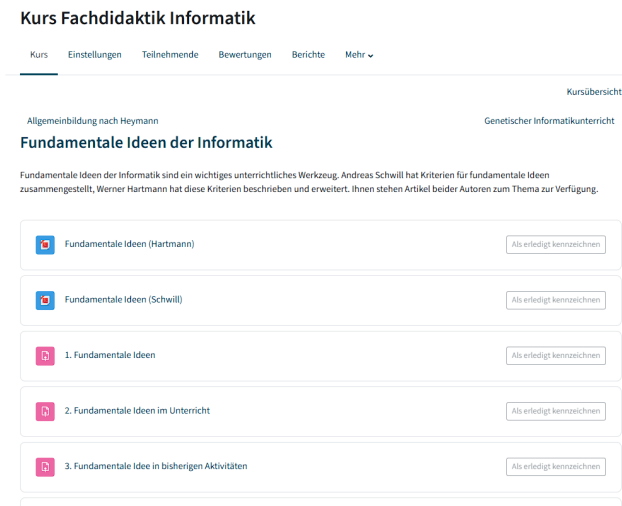 Kurs Fachdidaktik Informatik
Kurs Einstellungen Teilnehmende Bewertungen Berichte Mehr
Kursübersicht
Allgemeinbildung nach Heymann Genetischer Informatikunterricht
Fundamentale Ideen der Informatik
Fundamentale Ideen der Informatik sind ein wichtiges unterrichtliches Werkzeug. Andreas Schwill hat Kriterien für fundamentale Ideen
zusammengestellt, Werner Hartmann hat diese Kriterien beschrieben und erweitert. Ihnen stehen Artikel beider Autoren zum Thema zur Verfügung.
Fundamentale Ideen (Hartmann) Als erledigt kennzeichnen
Fundamentale Ideen (Schwill) Als erledigt kennzeichnen
1. Fundamentale Ideen Als erledigt kennzeichnen
2. Fundamentale Ideen im Unterricht Als erledigt kennzeichnen
3. Fundamentale Idee in bisherigen Aktivitäten Als erledigt kennzeichnen